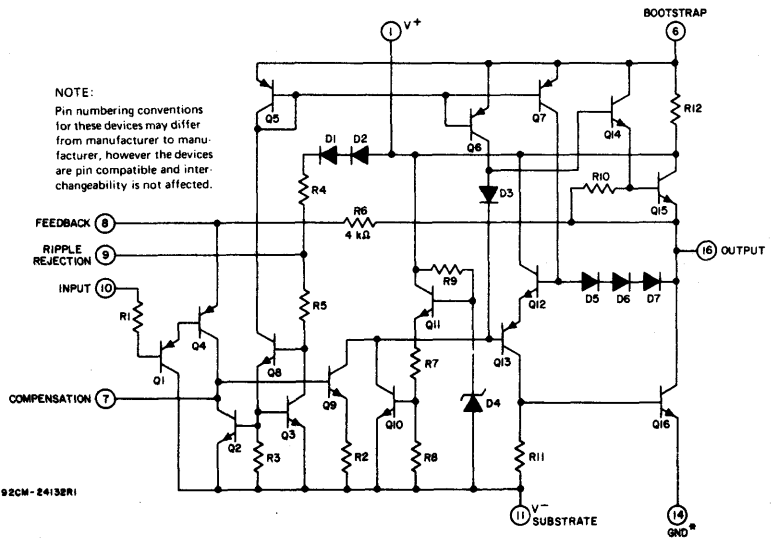 BOOTSTRAP
1 V+
6
NOTE:
Pin numbering conventions
for these devices may differ
from manufacturer to manu-
facturer, however the devices
are pin compatible and inter-
changeability is not affected.
Q5
Q6
Q7
Q14
R12
D1 D2
R4
D3
R10
Q15
FEEDBACK 8
R6
4 kΩ
RIPPLE
REJECTION 9
16 OUTPUT
INPUT 10
R9
Q12
D5 D6 D7
R1
R5
Q11
Q4
Q13
Q1
Q8
R7
COMPENSATION 7
Q9
Q10
D4
Q16
Q2
Q3
R3
R2
R8
R11
92CM-24132R1
11 V-
SUBSTRATE
14
GND*